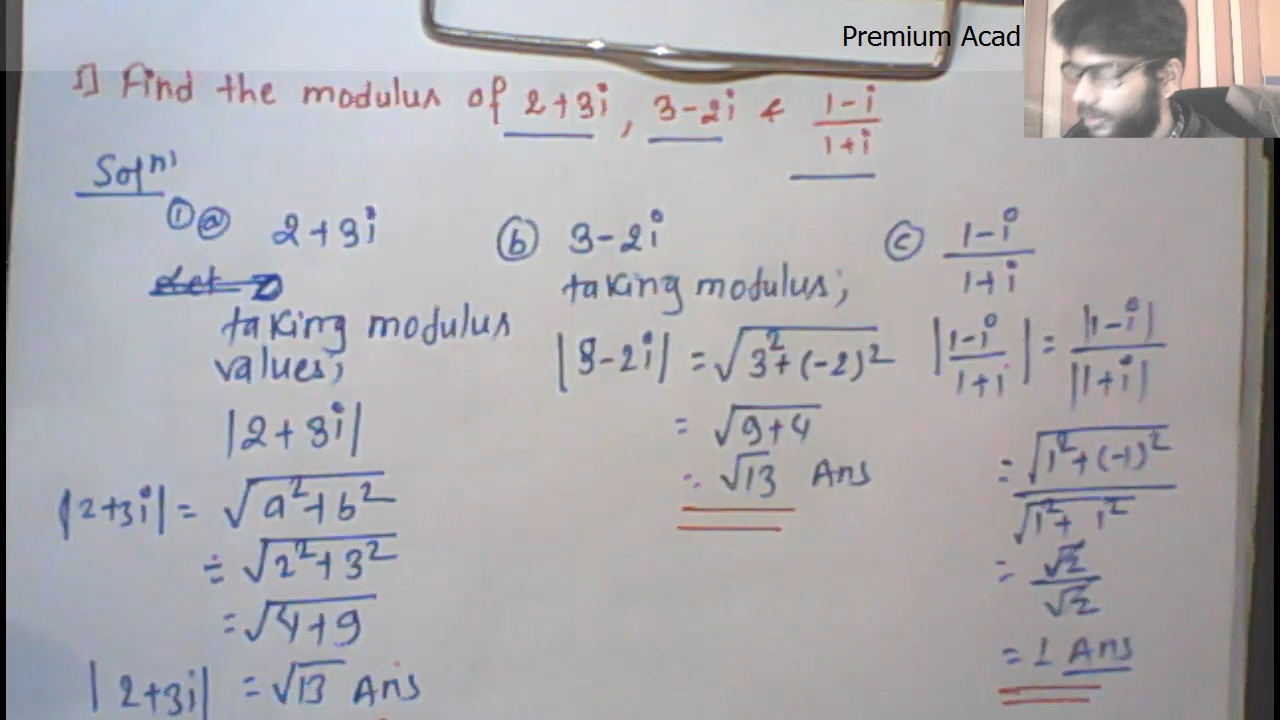 Premium Acad
1] Find the modulus of 2+3i, 3-2i & (1-i)/(1+i)
Solⁿ'
① ⓐ 2+3i
taking modulus
values;
|2+3i|
|2+3i| = √(a²+b²)
= √(2²+3²)
= √(4+9)
|2+3i| = √13 Ans
ⓑ 3-2i
taking modulus;
|3-2i| = √(3²+(-2)²)
= √(9+4)
= √13 Ans
ⓒ (1-i)/(1+i)
|(1-i)/(1+i)| = |1-i|/|1+i|
= √(1²+(-1)²)/√(1²+1²)
= √2/√2
= 1 Ans